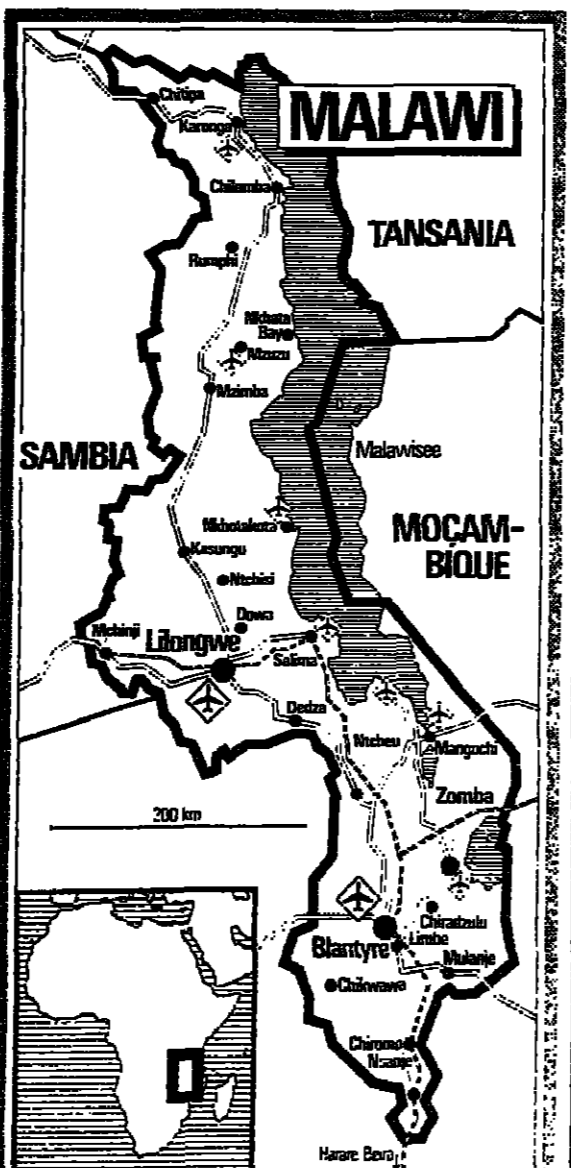 MALAWI
Chitipa
Karonga
Chilumba
TANSANIA
Rumphi
Nkhata
Bay
Mzuzu
Mzimba
SAMBIA
Malawisee
Nkhotakota
MOÇAM-
BIQUE
Kasungu
Ntchisi
Dowa
Mchinji
Lilongwe
Salima
Dedza
Ntcheu
Mangochi
Zomba
200 km
Chiradzulu
Limbe
Blantyre
Mulanje
Chikwawa
Chiromo
Nsanje
Harare Beira